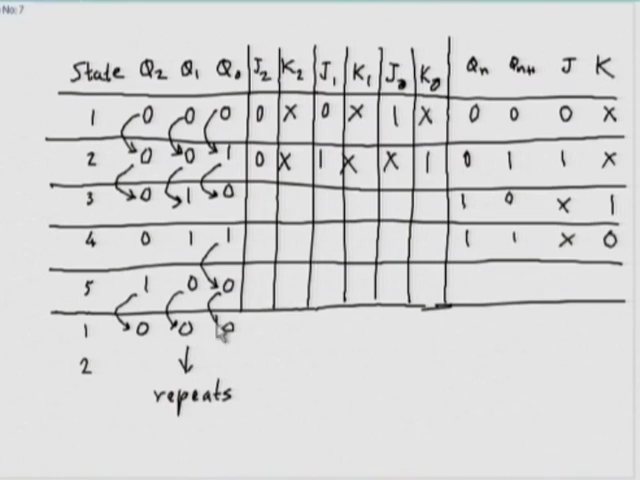 No: 7
State Q2 Q1 Q0 J2 K2 J1 K1 J0 K0 Qn Qn+1 J K
1 0 0 0 0 X 0 X 1 X 0 0 0 X
2 0 0 1 0 X 1 X X 1 0 1 1 X
3 0 1 0 1 0 X 1
4 0 1 1 1 1 X 0
5 1 0 0
1 0 0 0
2
repeats